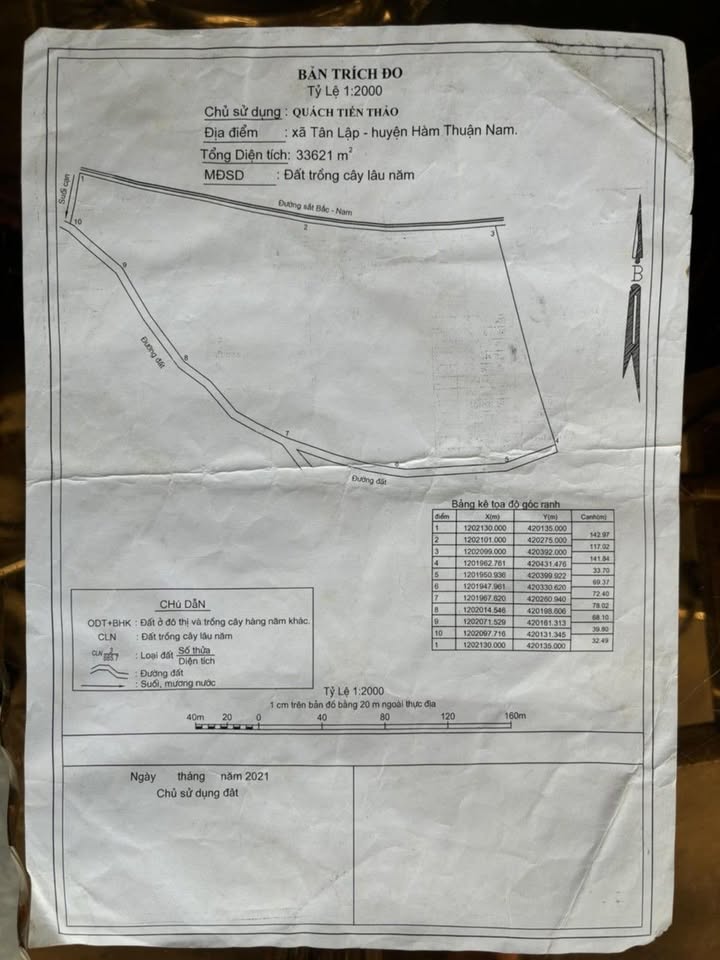 BẢN TRÍCH ĐO
Tỷ Lệ 1:2000
Chủ sử dụng : QUÁCH TIẾN THẢO
Địa điểm : xã Tân Lập - huyện Hàm Thuận Nam.
Tổng Diện tích: 33621 m²
MĐSD : Đất trồng cây lâu năm
Suối cạn
1
Đường sắt Bắc - Nam
2
3
10
9
B
Đường đất
8
7
4
6
5
Đường đất
Bảng kê tọa độ góc ranh
điểm X(m) Y(m) Cạnh(m)
1 1202130.000 420135.000
142.97
2 1202101.000 420275.000
117.02
3 1202099.000 420392.000
141.84
4 1201962.761 420431.476
33.70
5 1201950.936 420399.922
69.37
6 1201947.961 420330.620
72.40
7 1201967.620 420260.940
78.02
8 1202014.546 420198.606
68.10
9 1202071.529 420161.313
39.80
10 1202097.716 420131.345
32.49
1 1202130.000 420135.000
CHÚ DẪN
ODT+BHK : Đất ở đô thị và trồng cây hàng năm khác.
CLN : Đất trồng cây lâu năm
: Loại đất Số thửa
Diện tích
: Đường đất
: Suối, mương nước
Tỷ Lệ 1:2000
1 cm trên bản đồ bằng 20 m ngoài thực địa
40m 20 0 40 80 120 160m
Ngày tháng năm 2021
Chủ sử dụng đất